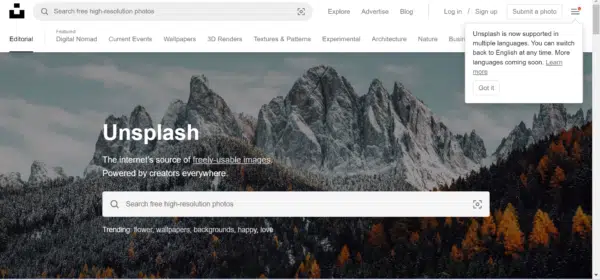 Search free high-resolution photos
Explore Advertise Blog
Log in / Sign up
Submit a photo
Editorial
Featured
Digital Nomad Current Events Wallpapers 3D Renders Textures & Patterns Experimental Architecture Nature Busin
Unsplash is now supported in
multiple languages. You can switch
back to English at any time. More
languages coming soon. Learn
more
Got it
Unsplash
The internet's source of freely-usable images.
Powered by creators everywhere.
Search free high-resolution photos
Trending: flower, wallpapers, backgrounds, happy, love